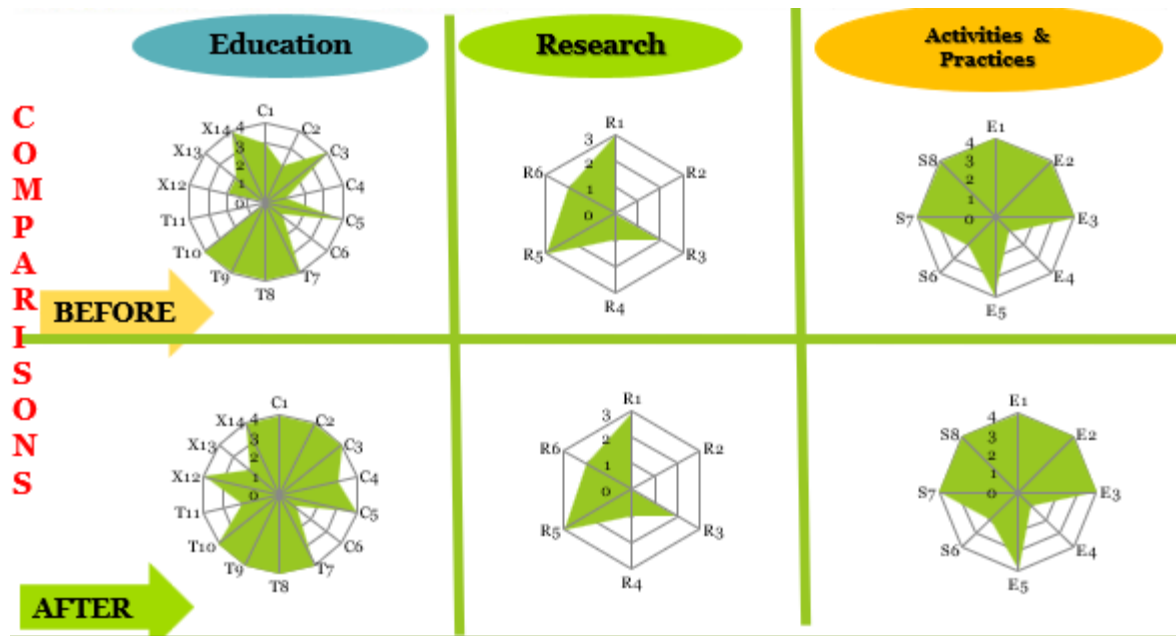 Education
Research
Activities &
Practices
COMPARISONS
C1
C2
C3
C4
C5
C6
T7
T8
T9
T10
T11
X12
X13
X14
4
3
2
1
0
R1
R2
R3
R4
R5
R6
3
2
1
0
E1
E2
E3
E4
E5
S6
S7
S8
4
3
2
1
0
BEFORE
C1
C2
C3
C4
C5
C6
T7
T8
T9
T10
T11
X12
X13
X14
4
3
2
1
0
R1
R2
R3
R4
R5
R6
3
2
1
0
E1
E2
E3
E4
E5
S6
S7
S8
4
3
2
1
0
AFTER